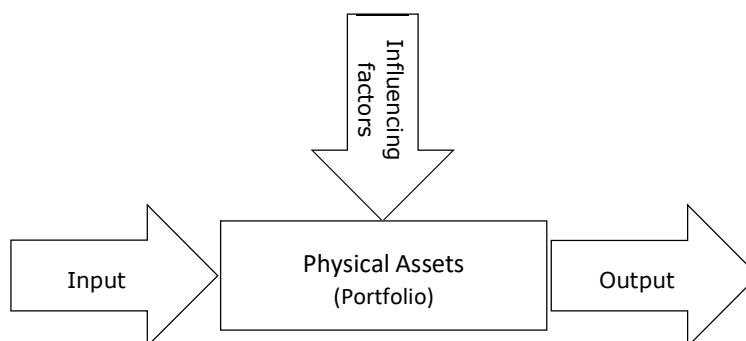 Influencing
factors
Input
Physical Assets
(Portfolio)
Output